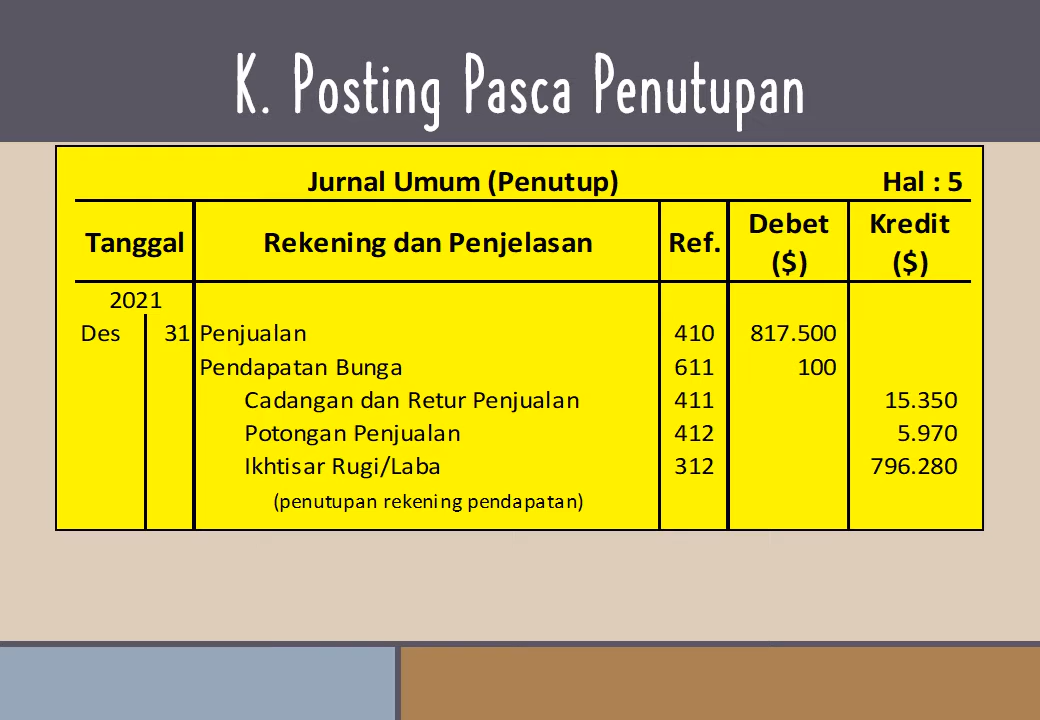 K. Posting Pasca Penutupan
Jurnal Umum (Penutup) Hal : 5
Tanggal Rekening dan Penjelasan Ref. Debet ($) Kredit ($)
2021
Des 31 Penjualan 410 817.500
Pendapatan Bunga 611 100
Cadangan dan Retur Penjualan 411 15.350
Potongan Penjualan 412 5.970
Ikhtisar Rugi/Laba 312 796.280
(penutupan rekening pendapatan)